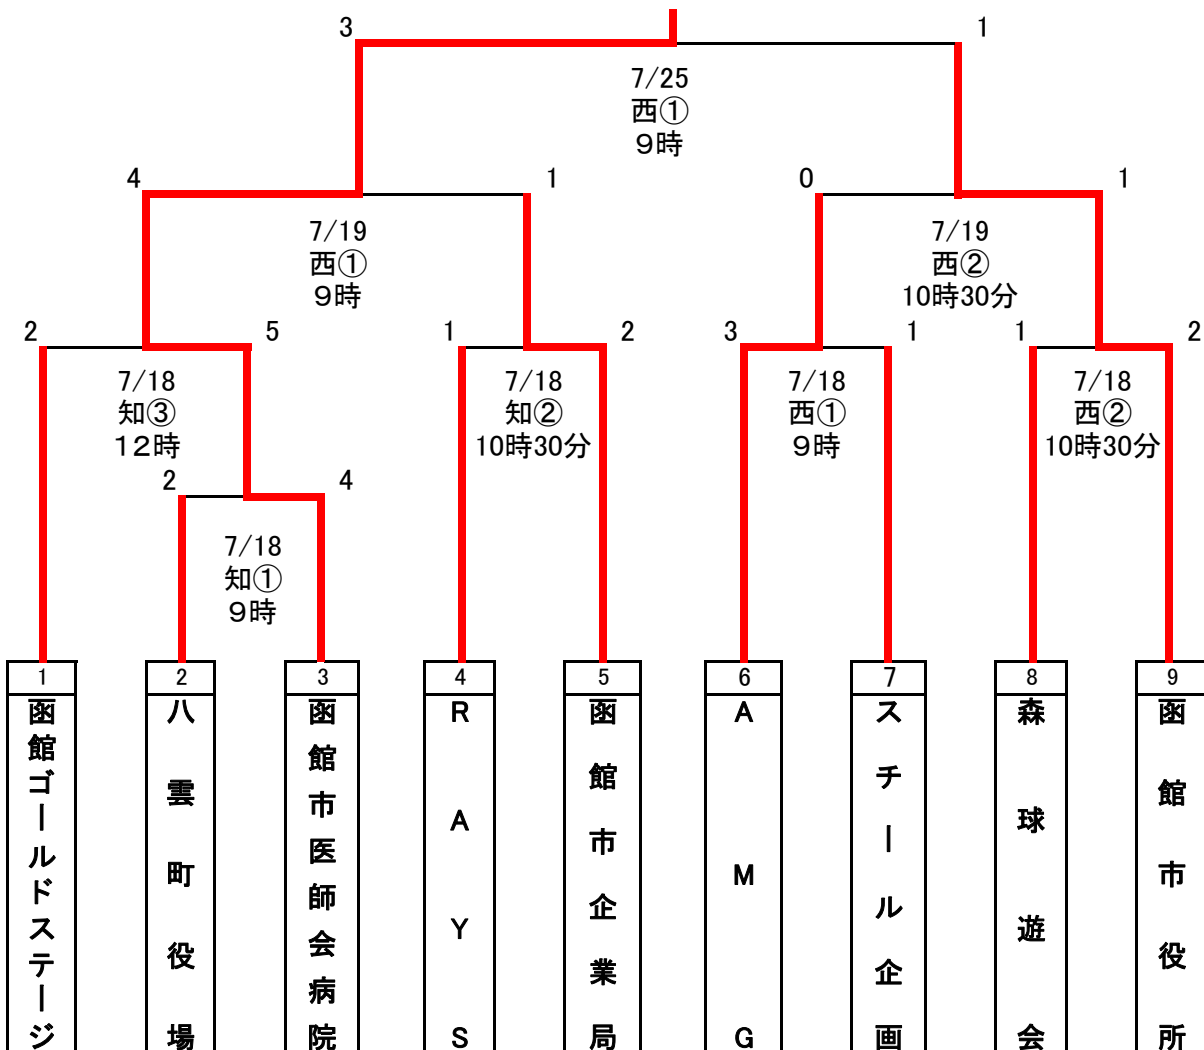 3
1
7/25
西①
9時
4
1
0
1
7/19
西①
9時
7/19
西②
10時30分
2
5
1
2
3
1
1
2
7/18
知③
12時
7/18
知②
10時30分
7/18
西①
9時
7/18
西②
10時30分
2
4
7/18
知①
9時
1
2
3
4
5
6
7
8
9
函館ゴールドステージ
八雲町役場
函館市医師会病院
RAYS
函館市企業局
AMG
スチール企画
森球遊会
函館市役所